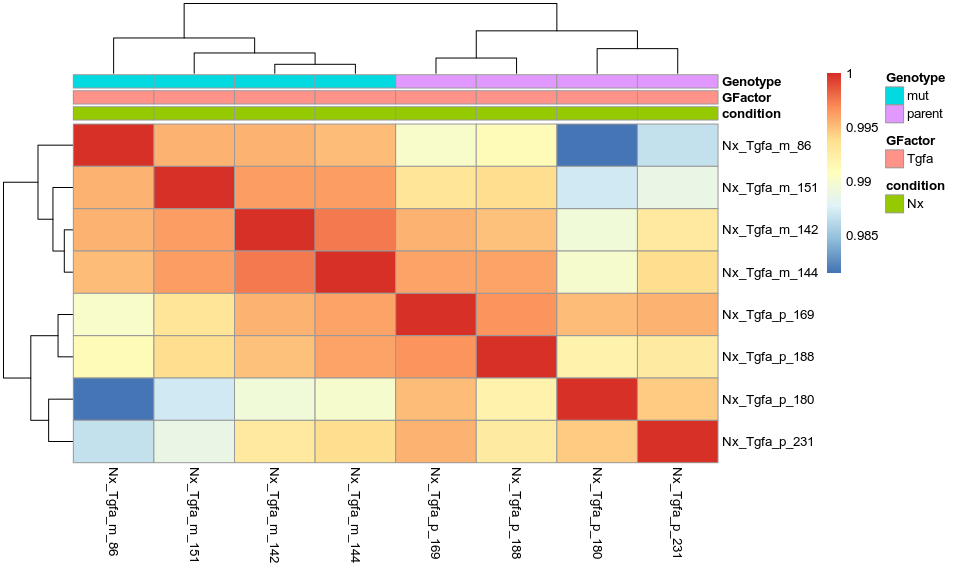 Genotype
GFactor
condition
Nx_Tgfa_m_86
Nx_Tgfa_m_151
Nx_Tgfa_m_142
Nx_Tgfa_m_144
Nx_Tgfa_p_169
Nx_Tgfa_p_188
Nx_Tgfa_p_180
Nx_Tgfa_p_231
Nx_Tgfa_m_86
Nx_Tgfa_m_151
Nx_Tgfa_m_142
Nx_Tgfa_m_144
Nx_Tgfa_p_169
Nx_Tgfa_p_188
Nx_Tgfa_p_180
Nx_Tgfa_p_231
1
0.995
0.99
0.985
Genotype
mut
parent
GFactor
Tgfa
condition
Nx